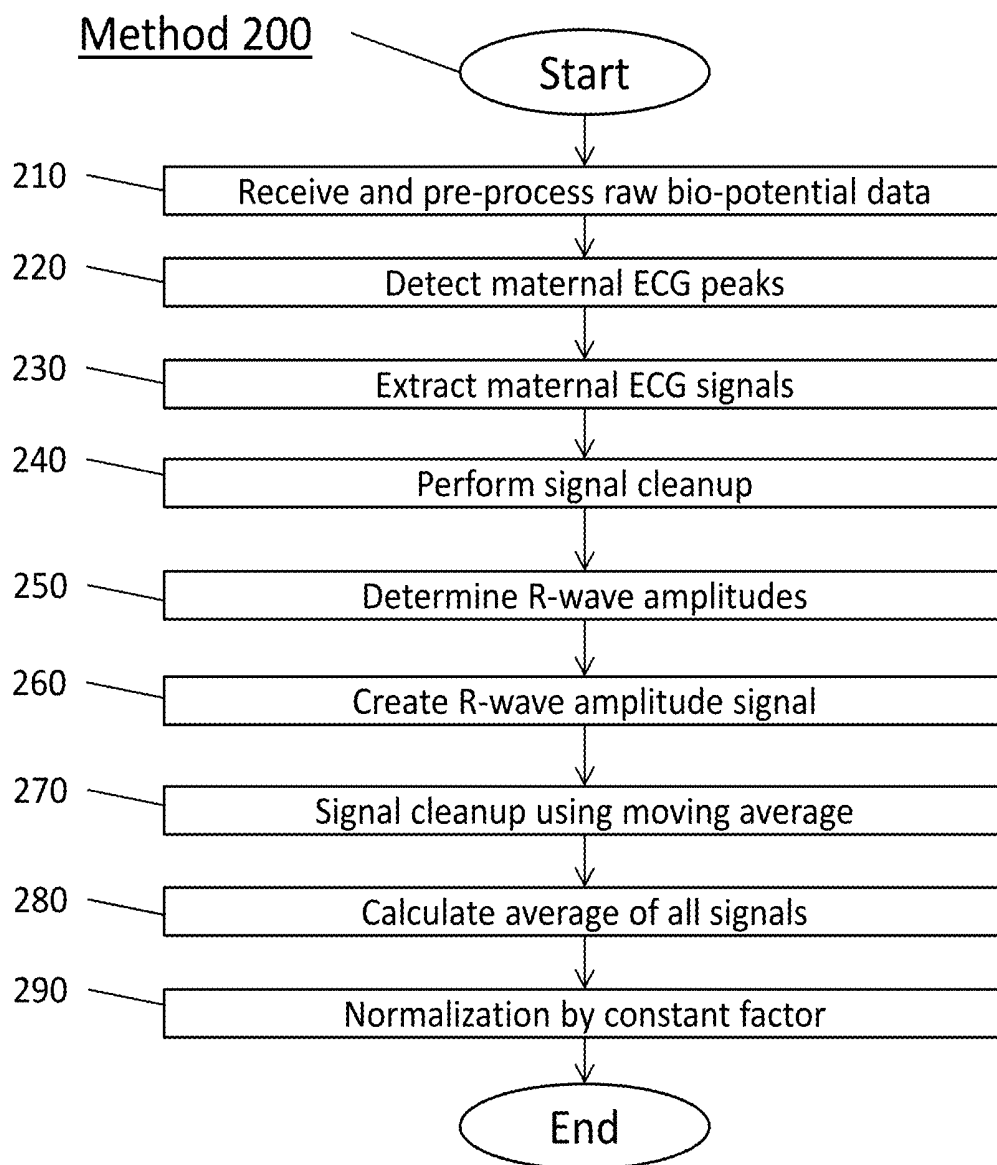 Method 200
Start
210
Receive and pre-process raw bio-potential data
220
Detect maternal ECG peaks
230
Extract maternal ECG signals
240
Perform signal cleanup
250
Determine R-wave amplitudes
260
Create R-wave amplitude signal
270
Signal cleanup using moving average
280
Calculate average of all signals
290
Normalization by constant factor
End